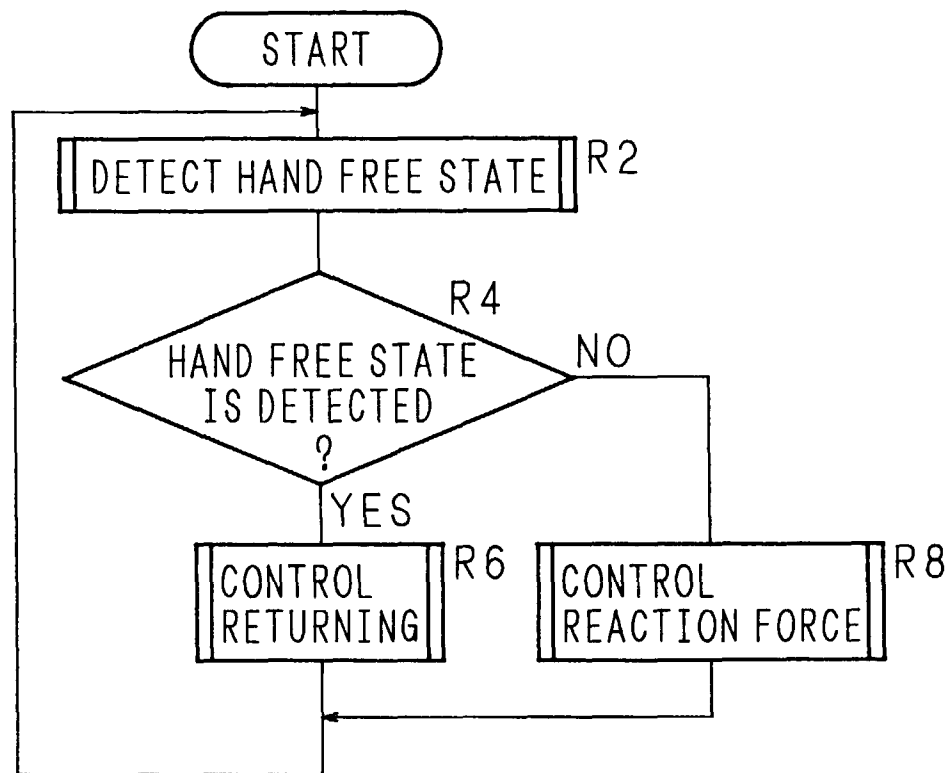 START
DETECT HAND FREE STATE
R2
R4
HAND FREE STATE
IS DETECTED
?
NO
YES
CONTROL
RETURNING
R6
CONTROL
REACTION FORCE
R8